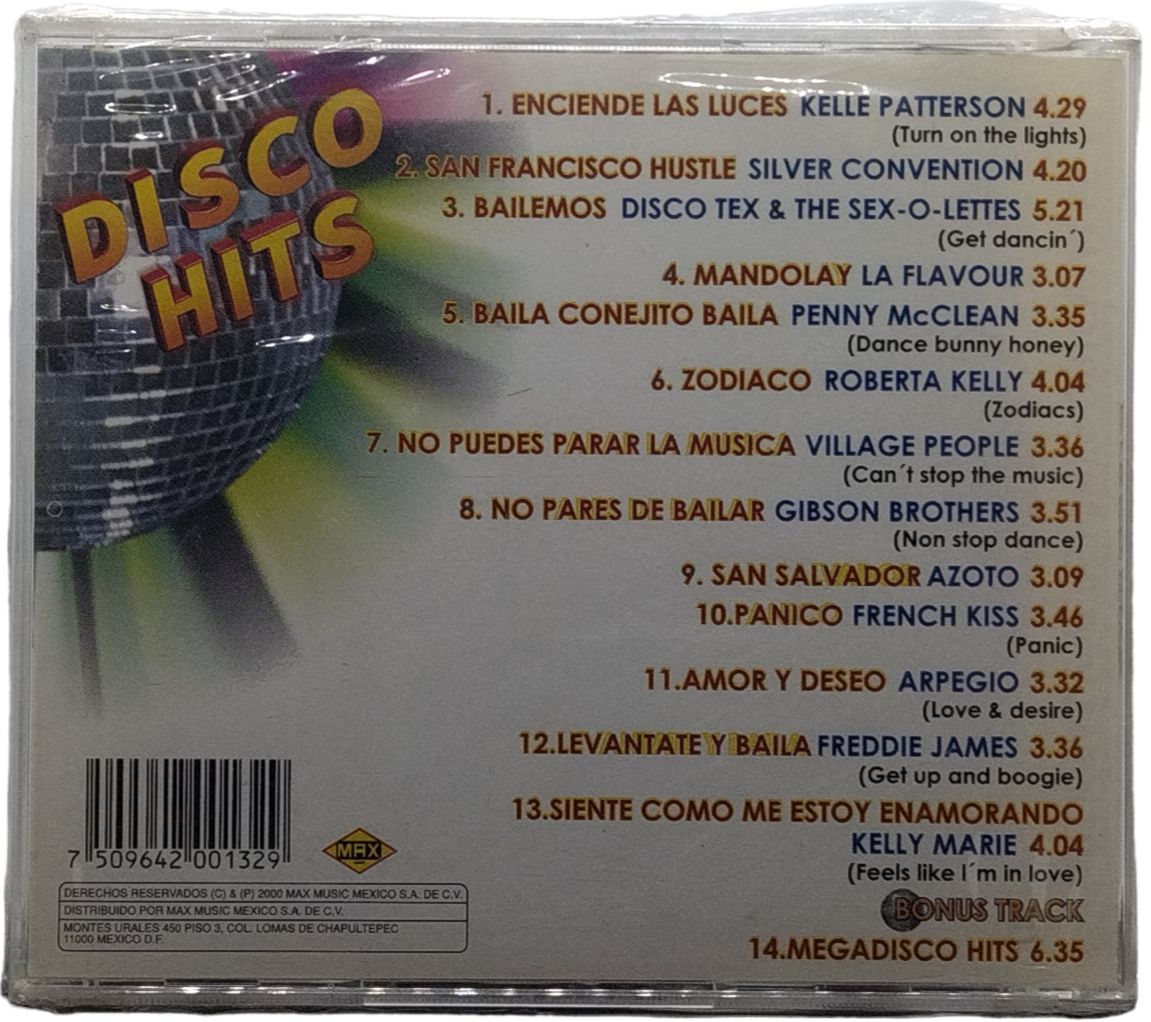 DISCO
HITS
1. ENCIENDE LAS LUCES KELLE PATTERSON 4.29
(Turn on the lights)
2. SAN FRANCISCO HUSTLE SILVER CONVENTION 4.20
3. BAILEMOS DISCO TEX & THE SEX-O-LETTES 5.21
(Get dancin´)
4. MANDOLAY LA FLAVOUR 3.07
5. BAILA CONEJITO BAILA PENNY McCLEAN 3.35
(Dance bunny honey)
6. ZODIACO ROBERTA KELLY 4.04
(Zodiacs)
7. NO PUEDES PARAR LA MUSICA VILLAGE PEOPLE 3.36
(Can´t stop the music)
8. NO PARES DE BAILAR GIBSON BROTHERS 3.51
(Non stop dance)
9. SAN SALVADOR AZOTO 3.09
10.PANICO FRENCH KISS 3.46
(Panic)
11.AMOR Y DESEO ARPEGIO 3.32
(Love & desire)
12.LEVANTATE Y BAILA FREDDIE JAMES 3.36
(Get up and boogie)
13.SIENTE COMO ME ESTOY ENAMORANDO
KELLY MARIE 4.04
(Feels like I´m in love)
BONUS TRACK
14.MEGADISCO HITS 6.35
7 509642 001329
MAX
DERECHOS RESERVADOS (C) & (P) 2000 MAX MUSIC MEXICO S.A. DE C.V.
DISTRIBUIDO POR MAX MUSIC MEXICO S.A. DE C.V.
MONTES URALES 450 PISO 3, COL. LOMAS DE CHAPULTEPEC
11000 MEXICO D.F.